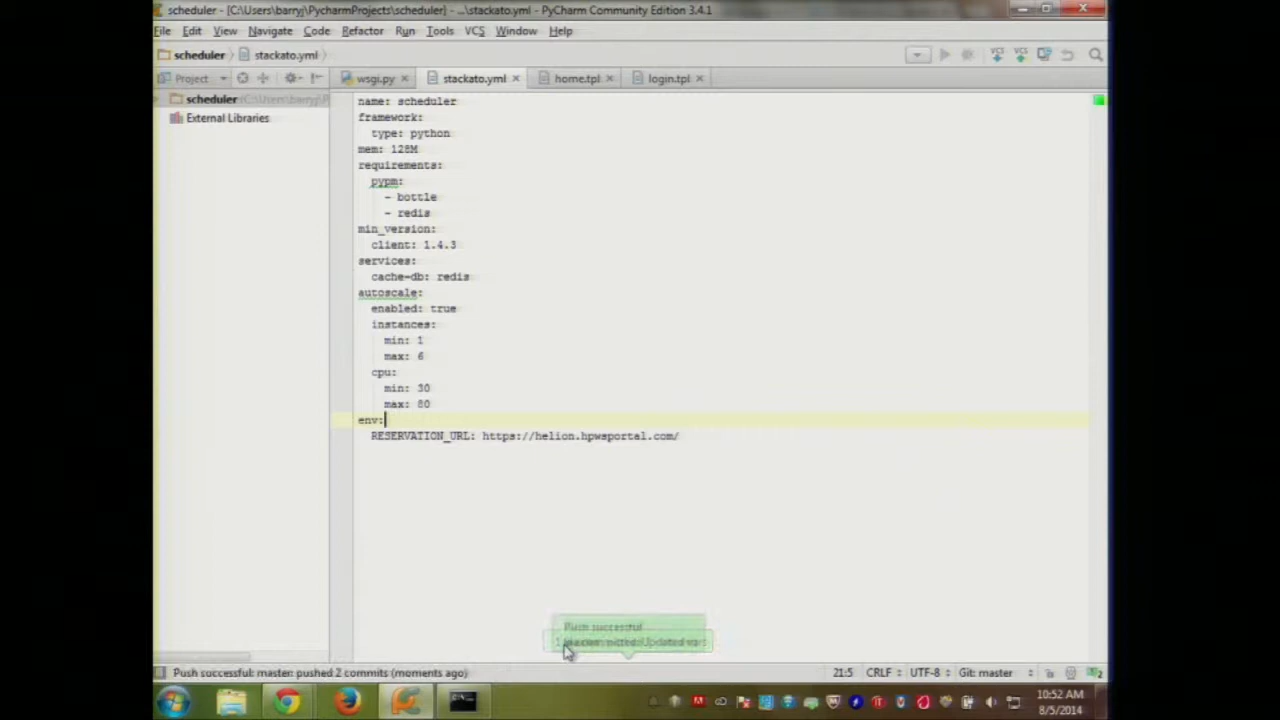 scheduler - [C:\Users\barryj\PycharmProjects\scheduler] - ...\stackato.yml - PyCharm Community Edition 3.4.1
File Edit View Navigate Code Refactor Run Tools VCS Window Help
scheduler stackato.yml
Project wsgi.py stackato.yml home.tpl login.tpl
scheduler (C:\Users\barryj\P
External Libraries
name: scheduler
framework:
type: python
mem: 128M
requirements:
pypm:
- bottle
- redis
min_version:
client: 1.4.3
services:
cache-db: redis
autoscale:
enabled: true
instances:
min: 1
max: 6
cpu:
min: 30
max: 80
env:
RESERVATION_URL: https://helion.hpwsportal.com/
Push successful
Updated
Push successful: master: pushed 2 commits (moments ago)
21:5 CRLF UTF-8 Git: master
10:52 AM
8/5/2014